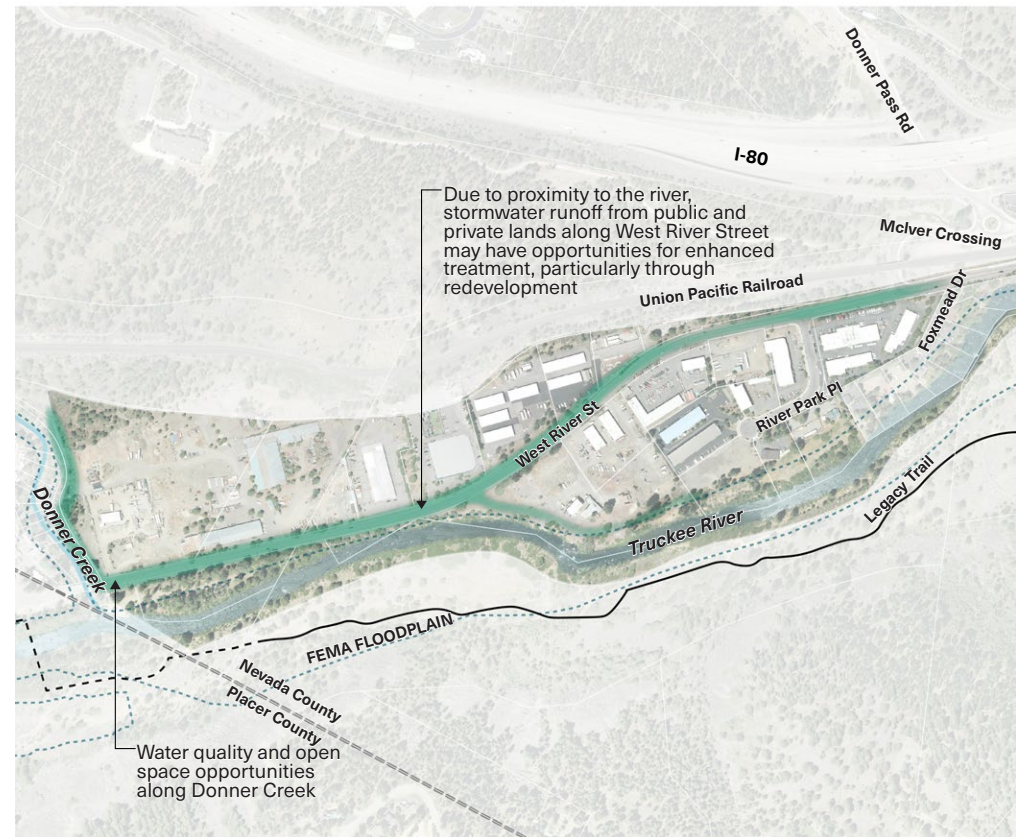 Donner Pass Rd
I-80
Due to proximity to the river,
stormwater runoff from public and
private lands along West River Street
may have opportunities for enhanced
treatment, particularly through
redevelopment
McIver Crossing
Union Pacific Railroad
Foxmead Dr
River Park Pl
West River St
Legacy Trail
Donner Creek
Truckee River
FEMA FLOODPLAIN
Nevada County
Placer County
Water quality and open
space opportunities
along Donner Creek